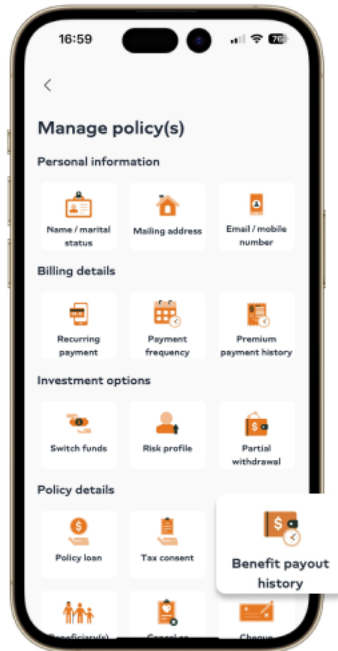 16:59
76
Manage policy(s)
Personal information
Name / marital
status
Mailing address
Email / mobile
number
Billing details
Recurring
payment
Payment
frequency
Premium
payment history
Investment options
Switch funds
Risk profile
Partial
withdrawal
Policy details
Policy loan
Tax consent
Benefit payout
history
Beneficiary(s)
Cheque